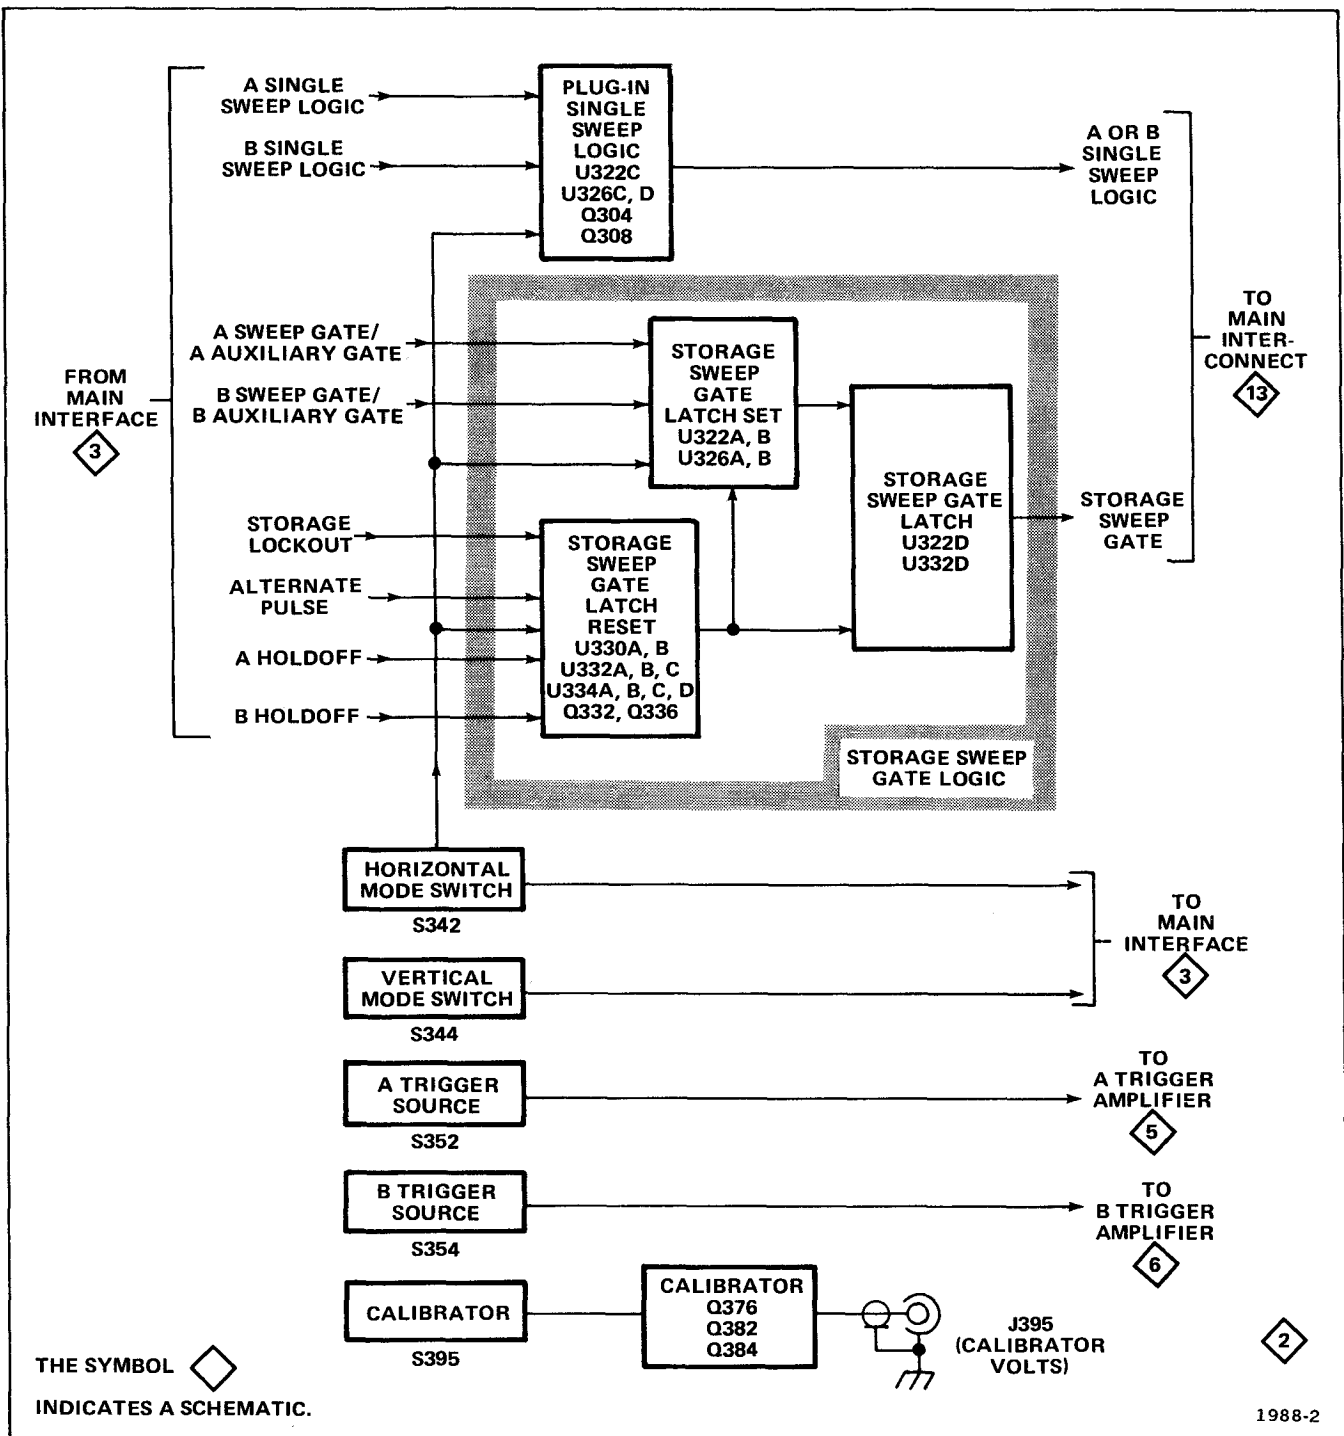 A SINGLE
SWEEP LOGIC
B SINGLE
SWEEP LOGIC
PLUG-IN
SINGLE
SWEEP
LOGIC
U322C
U326C, D
Q304
Q308
A OR B
SINGLE
SWEEP
LOGIC
FROM
MAIN
INTERFACE
3
A SWEEP GATE/
A AUXILIARY GATE
B SWEEP GATE/
B AUXILIARY GATE
STORAGE
LOCKOUT
ALTERNATE
PULSE
A HOLDOFF
B HOLDOFF
STORAGE
SWEEP
GATE
LATCH SET
U322A, B
U326A, B
STORAGE
SWEEP
GATE
LATCH
RESET
U330A, B
U332A, B, C
U334A, B, C, D
Q332, Q336
STORAGE
SWEEP GATE
LATCH
U322D
U332D
STORAGE SWEEP
GATE LOGIC
STORAGE
SWEEP
GATE
TO
MAIN
INTER-
CONNECT
13
HORIZONTAL
MODE SWITCH
S342
VERTICAL
MODE SWITCH
S344
TO
MAIN
INTERFACE
3
A TRIGGER
SOURCE
S352
TO
A TRIGGER
AMPLIFIER
5
B TRIGGER
SOURCE
S354
TO
B TRIGGER
AMPLIFIER
6
CALIBRATOR
S395
CALIBRATOR
Q376
Q382
Q384
J395
(CALIBRATOR
VOLTS)
2
THE SYMBOL
INDICATES A SCHEMATIC.
1988-2